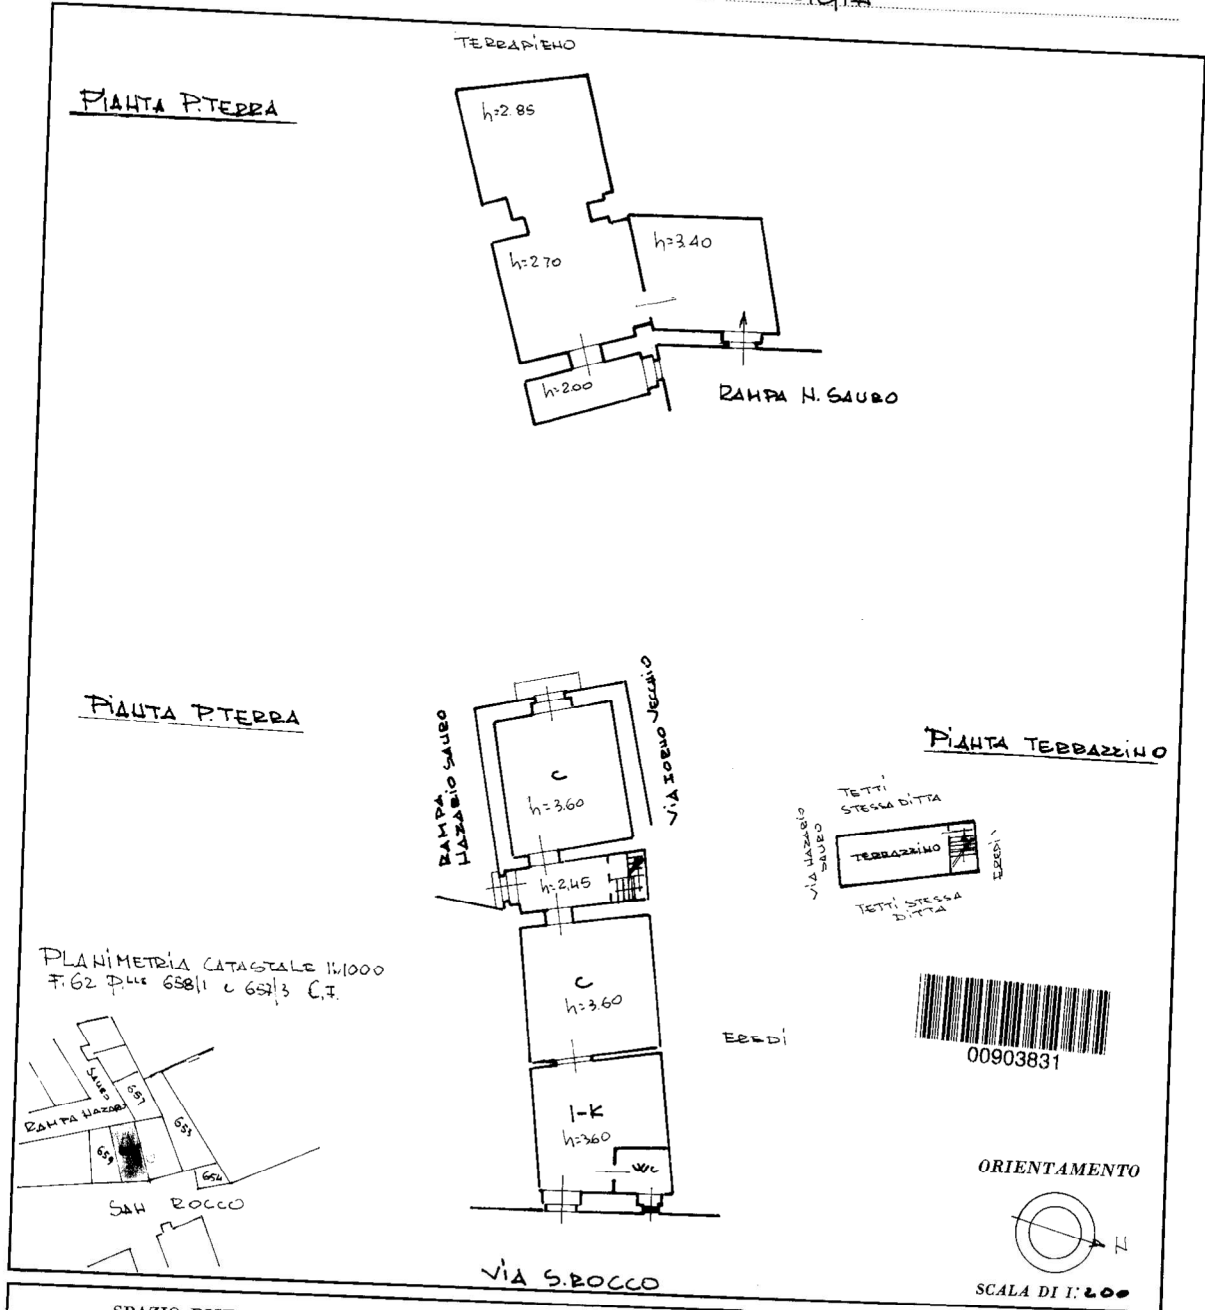 TERRAPIENO
PIANTA P.TERRA
h=2.85
h=2.70
h=3.40
h=2.00
RAMPA N. SAURO
PIANTA P.TERRA
RAMPA
NAZARIO SAURO
VIA FORNO VECCHIO
C
h=3.60
h=2,45
C
h=3.60
I-K
h=3.60
W.C
EREDI
VIA S.ROCCO
PIANTA TERRAZZINO
TETTI
STESSA DITTA
VIA NAZARIO
SAURO
TERRAZZINO
EREDI
TETTI STESSA
DITTA
00903831
PLANIMETRIA CATASTALE 1:1000
F.62 P.LLE 658/1 e 657/3 C.F.
SAURO
RAMPA NAZARIO
657
653
659
654
SAN ROCCO
ORIENTAMENTO
N
SCALA DI 1:200